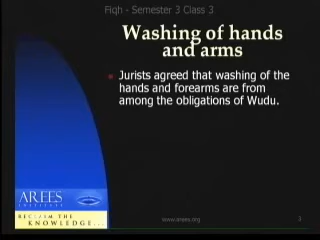 Fiqh - Semester 3 Class 3
Washing of hands
and arms
Jurists agreed that washing of the
hands and forearms are from
among the obligations of Wudu.
AREES
INSTITUTE
RECLAIM THE
KNOWLEDGE...
www.arees.org
3